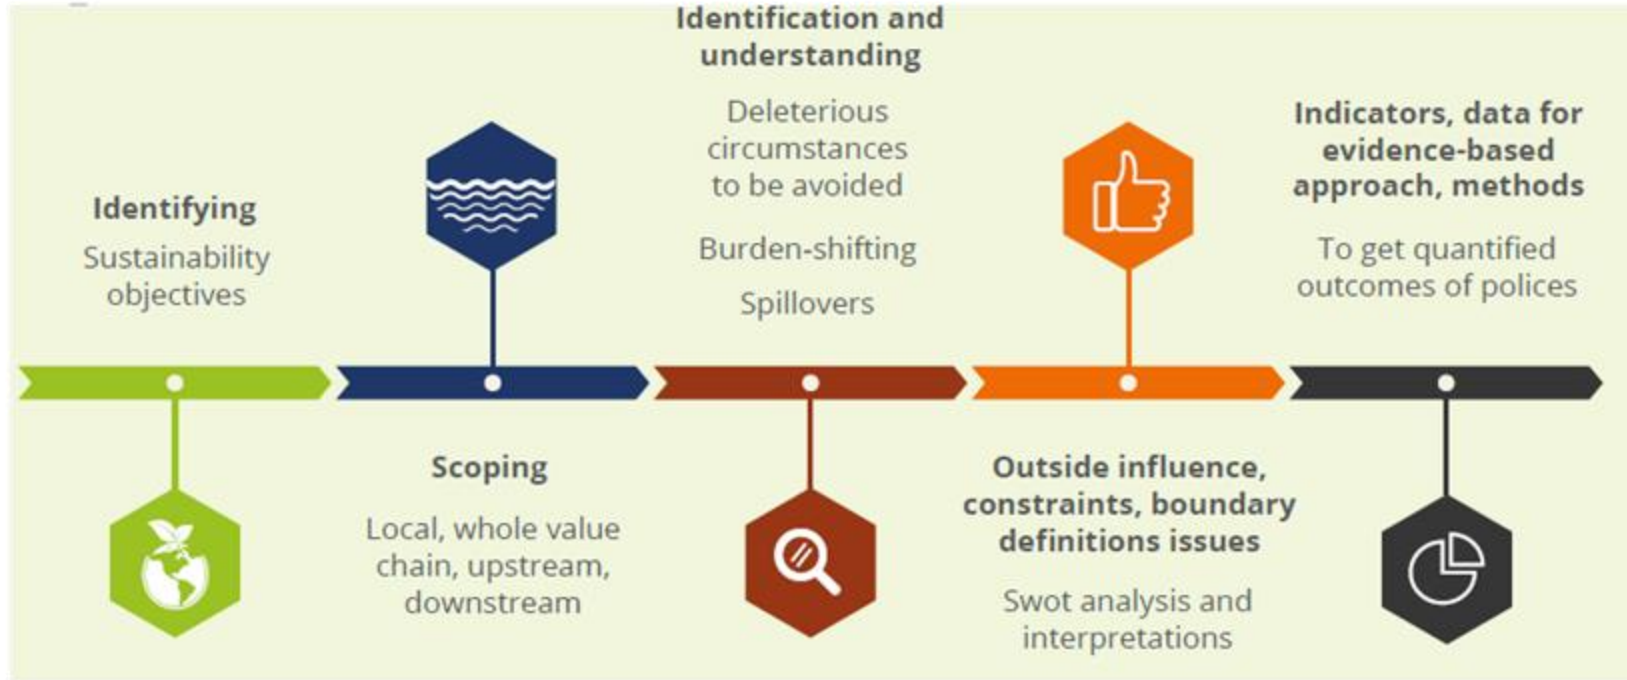 Identifying
Sustainability
objectives
Scoping
Local, whole value
chain, upstream,
downstream
Identification and
understanding
Deleterious
circumstances
to be avoided
Burden-shifting
Spillovers
Outside influence,
constraints, boundary
definitions issues
Swot analysis and
interpretations
Indicators, data for
evidence-based
approach, methods
To get quantified
outcomes of polices